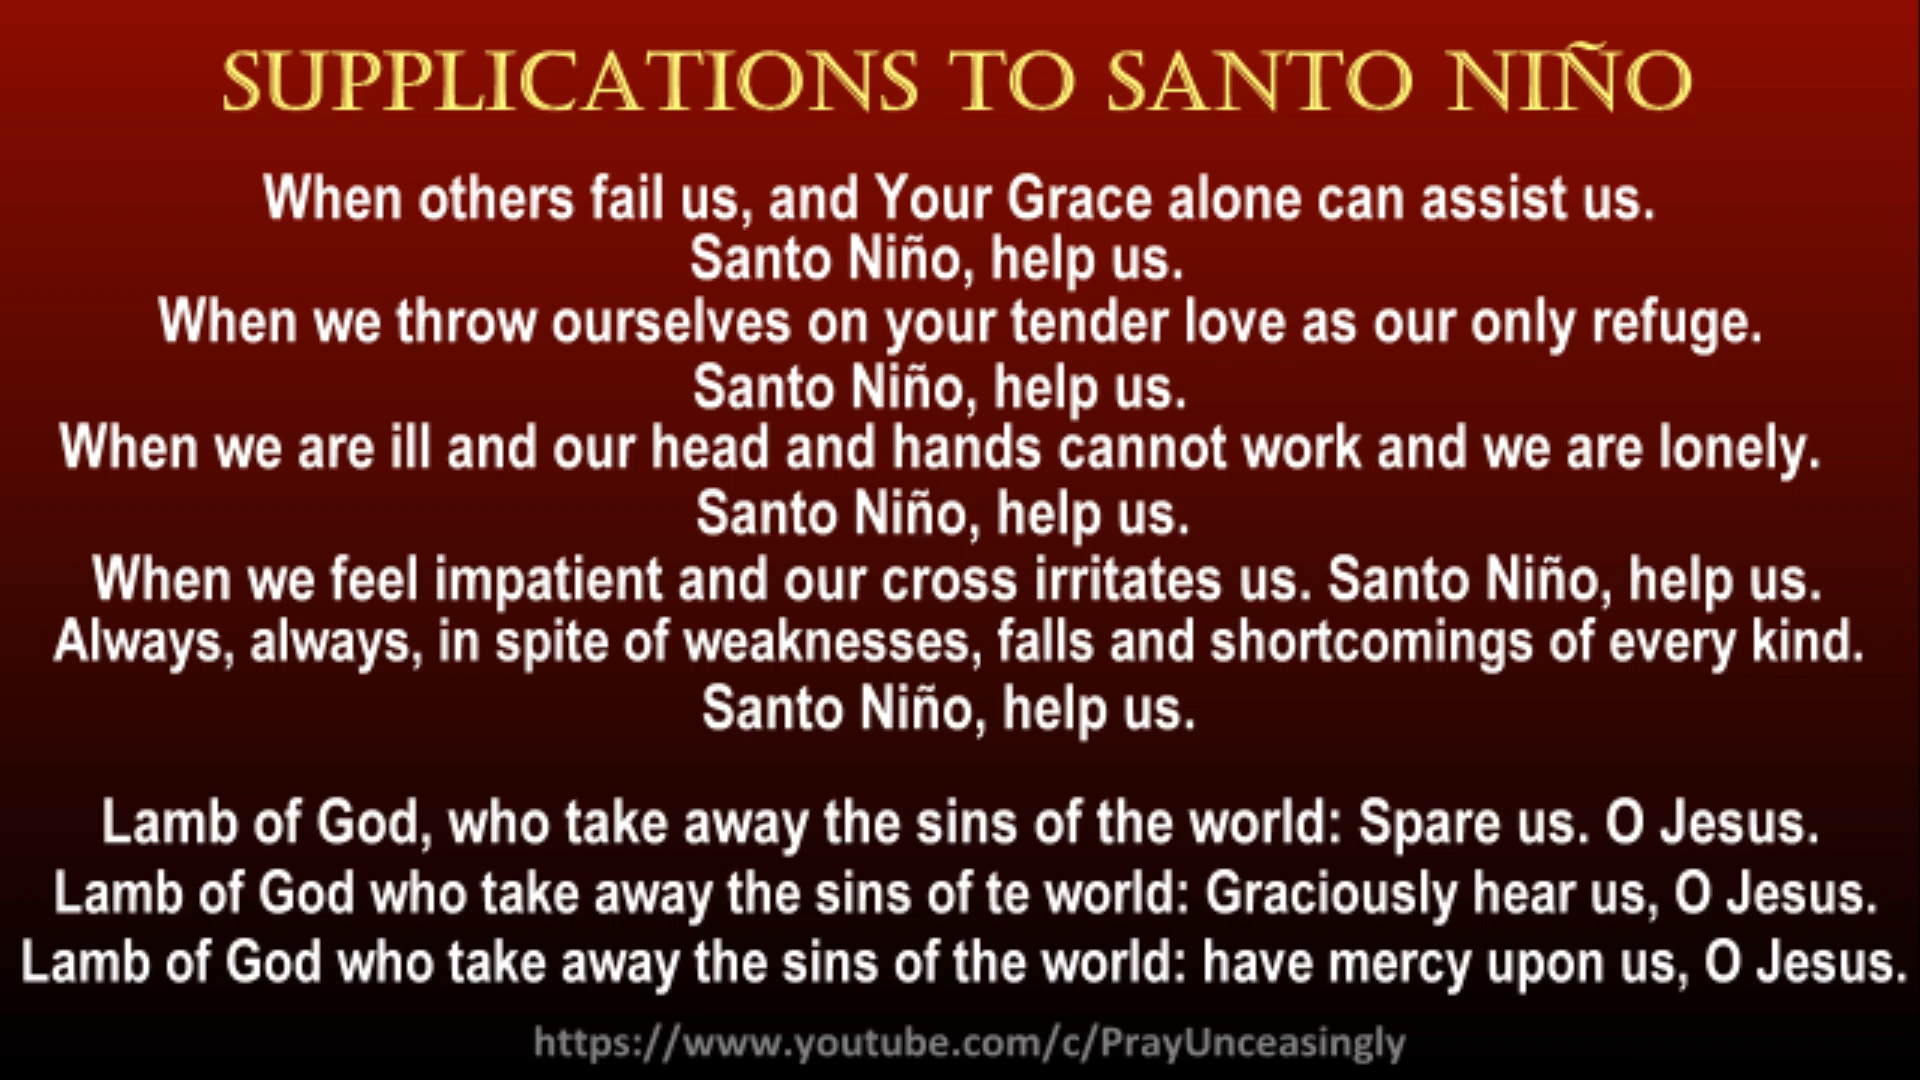 SUPPLICATIONS TO SANTO NIÑO
When others fail us, and Your Grace alone can assist us.
Santo Niño, help us.
When we throw ourselves on your tender love as our only refuge.
Santo Niño, help us.
When we are ill and our head and hands cannot work and we are lonely.
Santo Niño, help us.
When we feel impatient and our cross irritates us. Santo Niño, help us.
Always, always, in spite of weaknesses, falls and shortcomings of every kind.
Santo Niño, help us.
Lamb of God, who take away the sins of the world: Spare us. O Jesus.
Lamb of God who take away the sins of te world: Graciously hear us, O Jesus.
Lamb of God who take away the sins of the world: have mercy upon us, O Jesus.
https://www.youtube.com/c/PrayUnceasingly